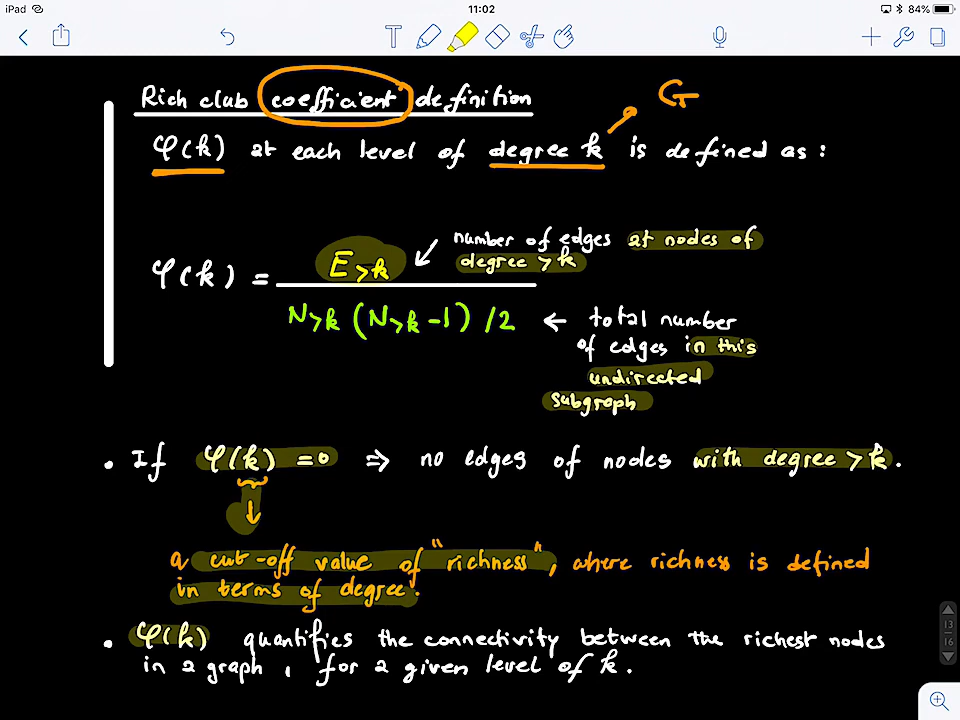 iPad
11:02
84%
Rich club coefficient definition
G
φ(k) at each level of degree k is defined as :
number of edges at nodes of
degree > k
φ(k) = E>k
N>k (N>k -1) /2
← total number
of edges in this
undirected
subgraph
• If φ(k) = 0 ⇒ no edges of nodes with degree > k.
↓
a cut-off value of "richness", where richness is defined
in terms of degree.
• φ(k) quantifies the connectivity between the richest nodes
in a graph, for a given level of k.
13
16